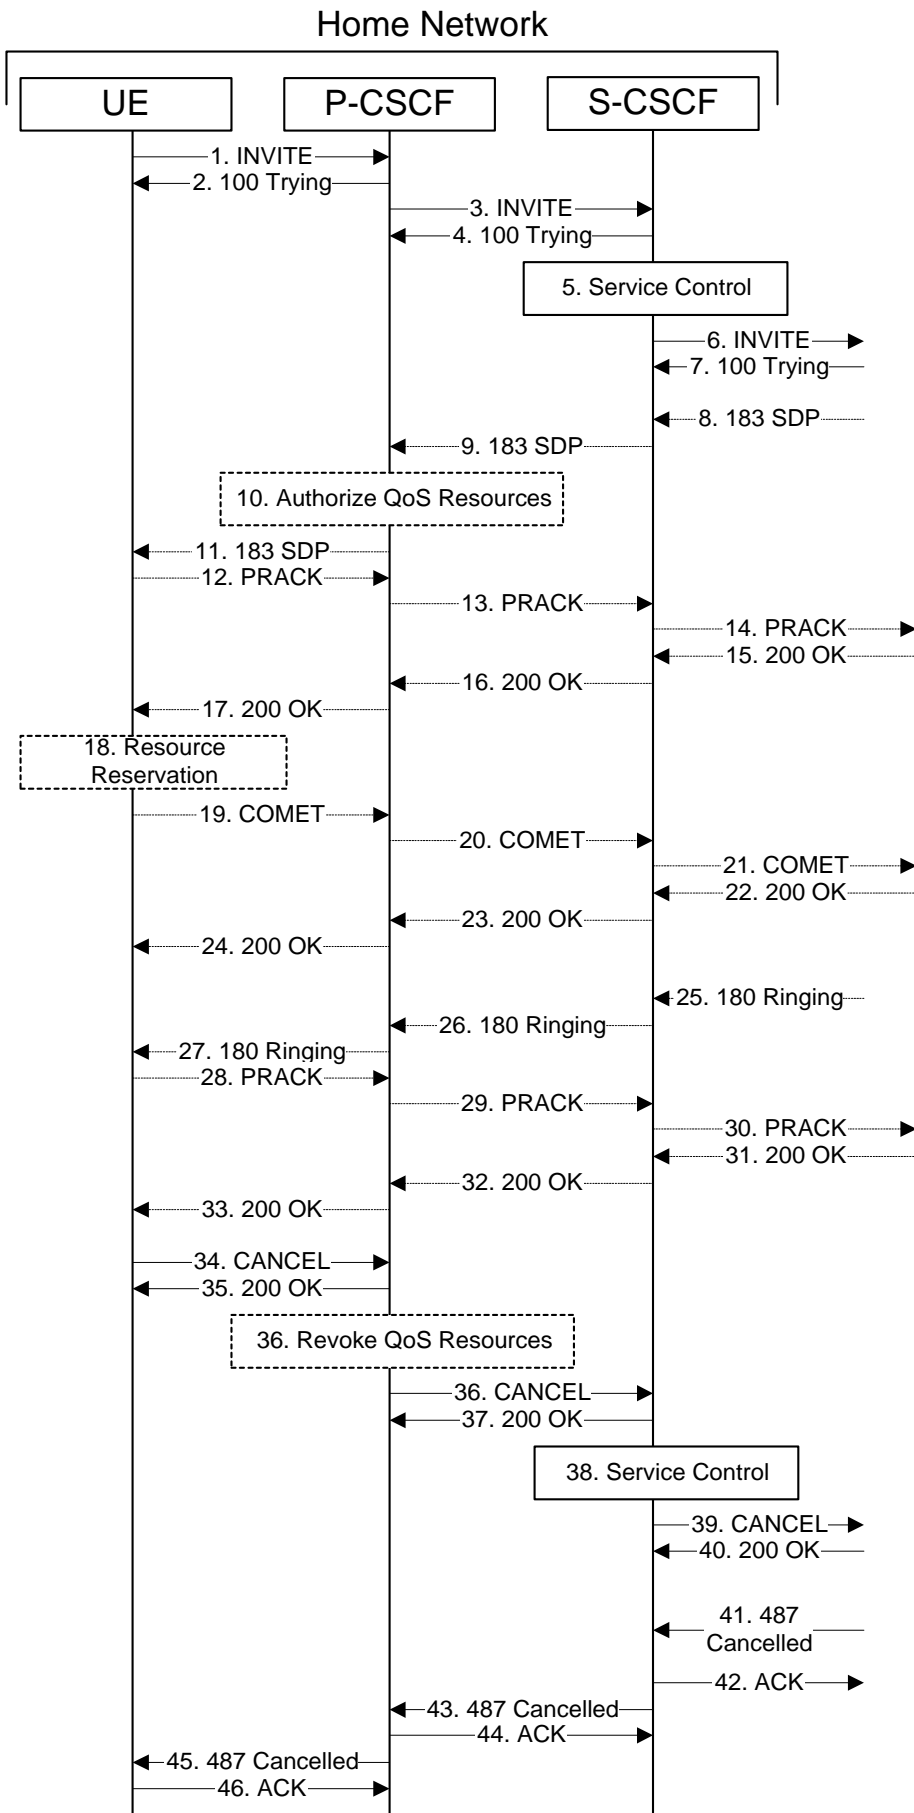 Home Network
UE
P-CSCF
S-CSCF
1. INVITE
2. 100 Trying
3. INVITE
4. 100 Trying
5. Service Control
6. INVITE
7. 100 Trying
8. 183 SDP
9. 183 SDP
10. Authorize QoS Resources
11. 183 SDP
12. PRACK
13. PRACK
14. PRACK
15. 200 OK
16. 200 OK
17. 200 OK
18. Resource
Reservation
19. COMET
20. COMET
21. COMET
22. 200 OK
23. 200 OK
24. 200 OK
25. 180 Ringing
26. 180 Ringing
27. 180 Ringing
28. PRACK
29. PRACK
30. PRACK
31. 200 OK
32. 200 OK
33. 200 OK
34. CANCEL
35. 200 OK
36. Revoke QoS Resources
36. CANCEL
37. 200 OK
38. Service Control
39. CANCEL
40. 200 OK
41. 487
Cancelled
42. ACK
43. 487 Cancelled
44. ACK
45. 487 Cancelled
46. ACK